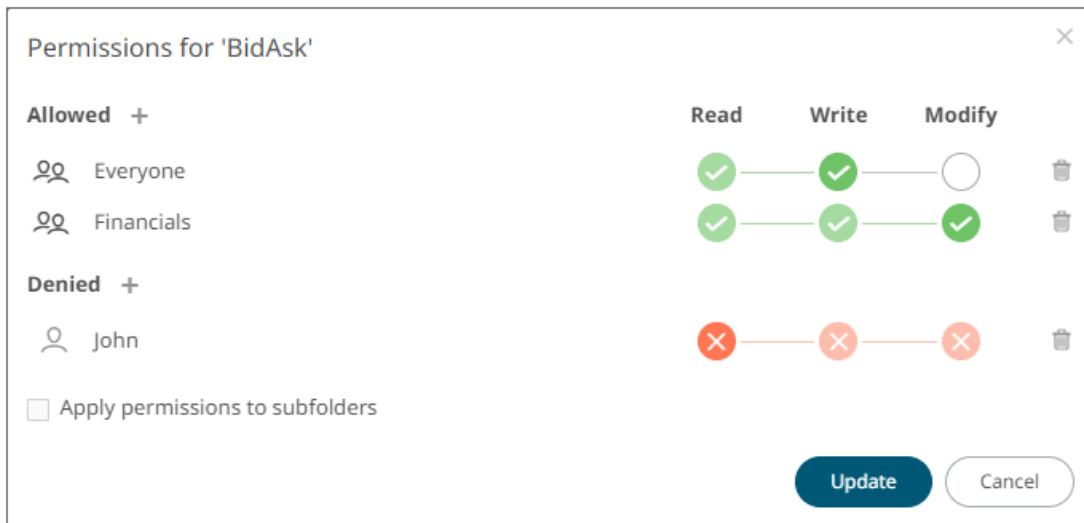 Permissions for 'BidAsk'
Allowed + Read Write Modify
Everyone
Financials
Denied +
John
Apply permissions to subfolders
Update Cancel